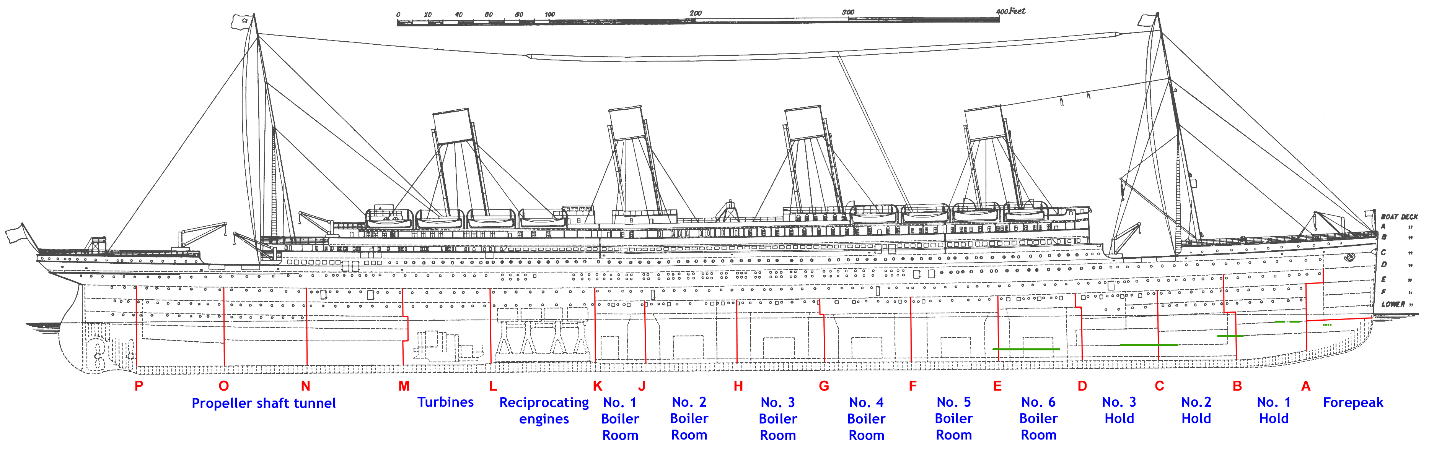 0 20 40 60 80 100 200 300 400 Feet
BOAT DECK
A "
B "
C "
D "
E "
F "
LOWER "
P O N M L K J H G F E D C B A
Propeller shaft tunnel
Turbines
Reciprocating
engines
No. 1
Boiler
Room
No. 2
Boiler
Room
No. 3
Boiler
Room
No. 4
Boiler
Room
No. 5
Boiler
Room
No. 6
Boiler
Room
No. 3
Hold
No. 2
Hold
No. 1
Hold
Forepeak